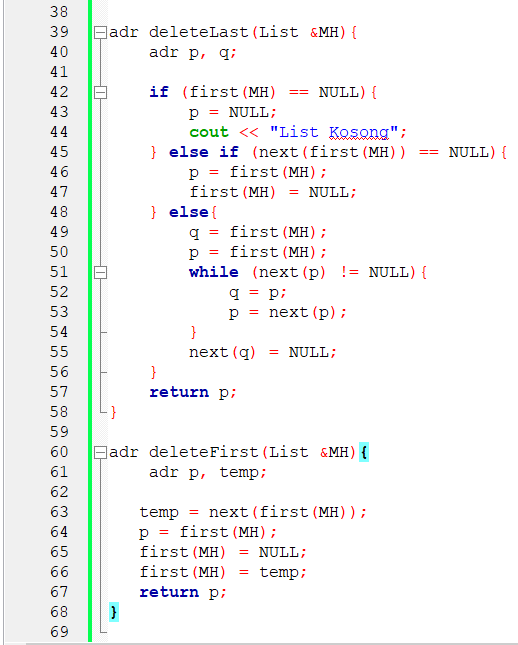 38
39 adr deleteLast(List &MH){
40     adr p, q;
41
42     if (first(MH) == NULL){
43         p = NULL;
44         cout << "List Kosong";
45     } else if (next(first(MH)) == NULL){
46         p = first(MH);
47         first(MH) = NULL;
48     } else{
49         q = first(MH);
50         p = first(MH);
51         while (next(p) != NULL){
52             q = p;
53             p = next(p);
54         }
55         next(q) = NULL;
56     }
57     return p;
58 }
59
60 adr deleteFirst(List &MH){
61     adr p, temp;
62
63    temp = next(first(MH));
64    p = first(MH);
65    first(MH) = NULL;
66    first(MH) = temp;
67    return p;
68 }
69